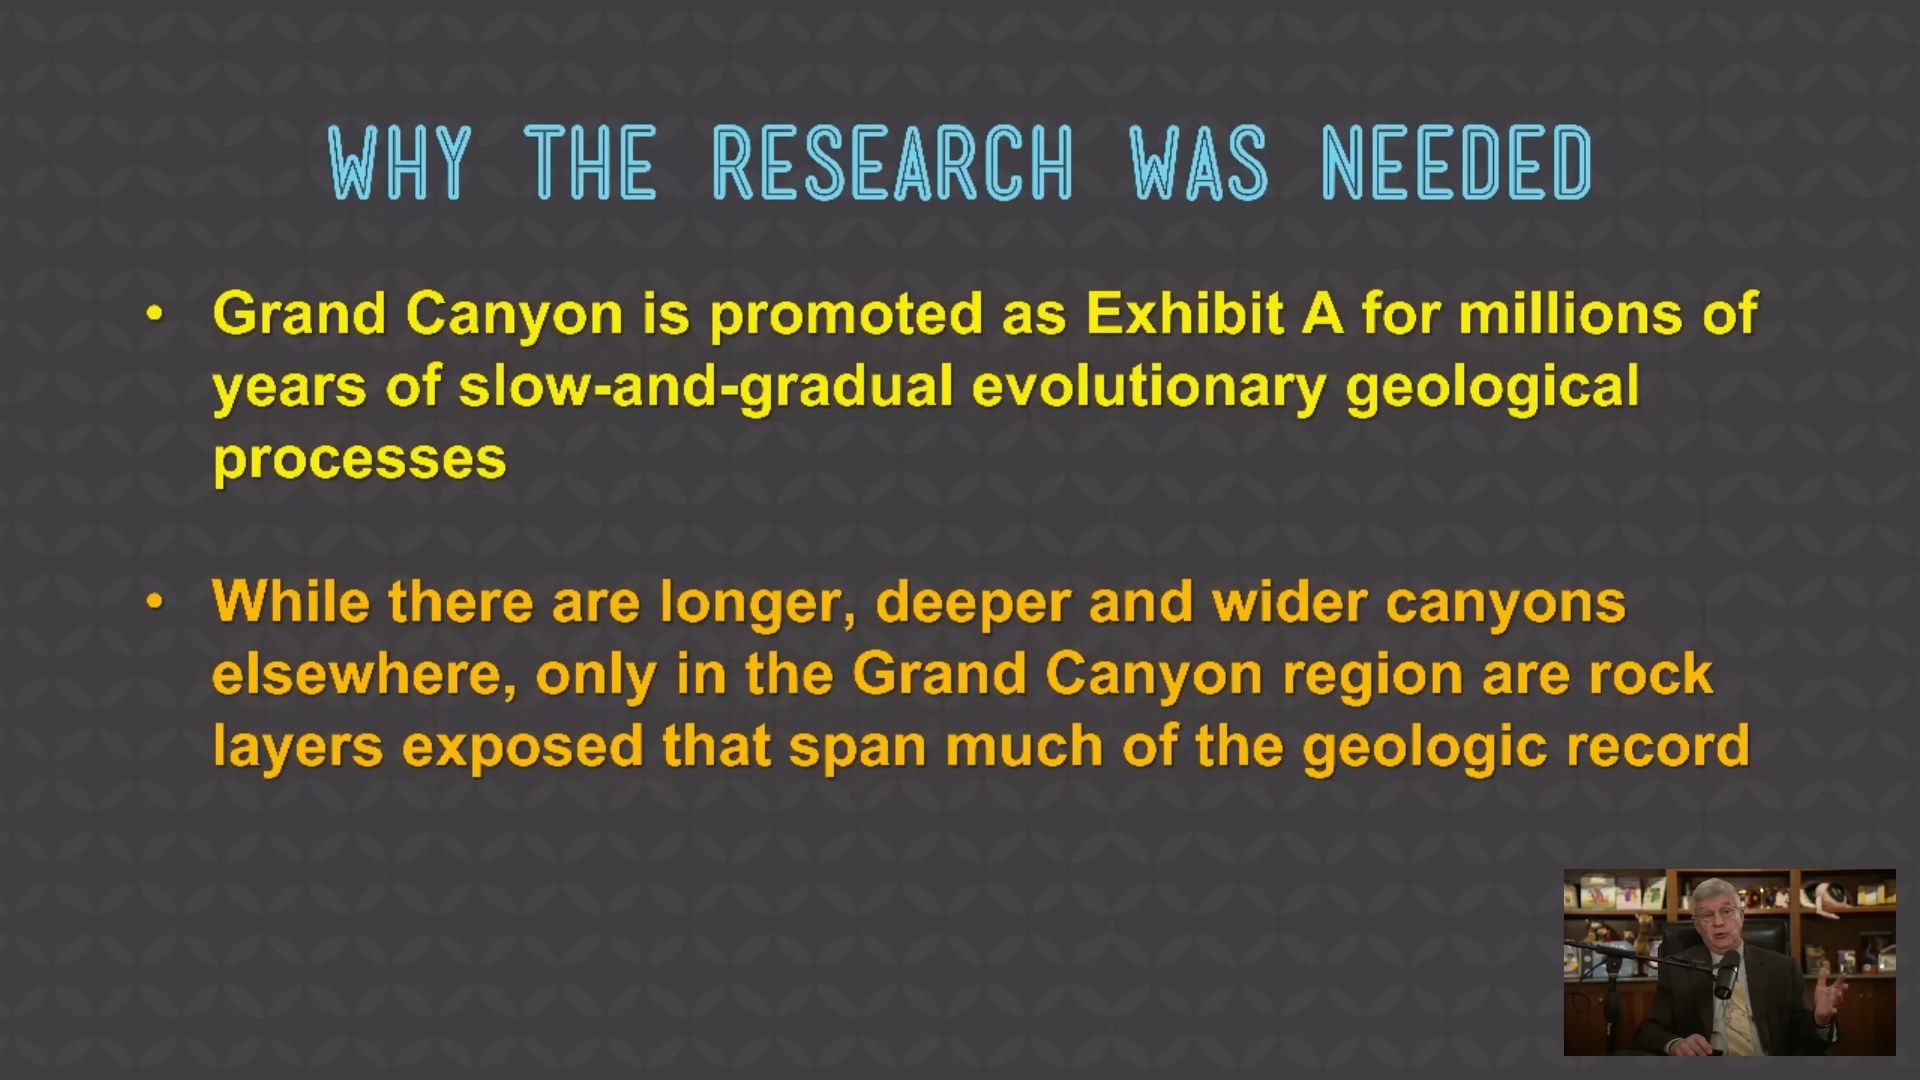 WHY THE RESEARCH WAS NEEDED
• Grand Canyon is promoted as Exhibit A for millions of
years of slow-and-gradual evolutionary geological
processes
• While there are longer, deeper and wider canyons
elsewhere, only in the Grand Canyon region are rock
layers exposed that span much of the geologic record